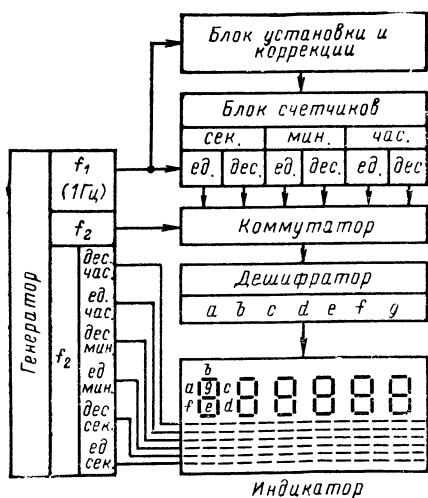 Блок установки и
коррекции
Блок счетчиков
сек. мин. час.
ед. дес. ед. дес. ед. дес
Генератор
f₁
(1Гц)
f₂
Коммутатор
Дешифратор
a b c d e f g
f₂
дес
час.
ед.
час.
дес
мин
ед
мин.
дес
сек.
ед
сек.
b
a g c
f e d
Индикатор